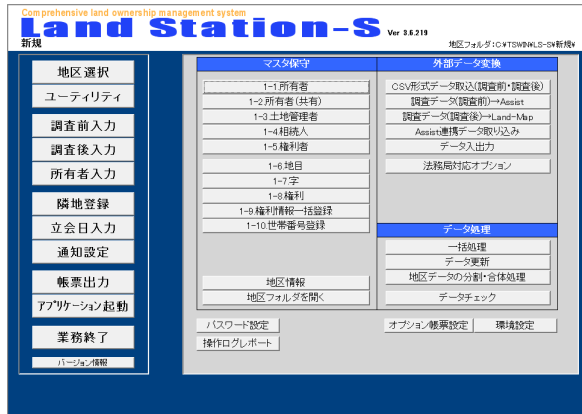 Comprehensive land ownership management system
Land Station-S Ver 3.6.219
新規
地区フォルダ:C:¥TSWIN¥LS-S¥新規¥
地区選択
ユーティリティ
調査前入力
調査後入力
所有者入力
隣地登録
立会日入力
通知設定
帳票出力
アプリケーション起動
業務終了
バージョン情報
マスタ保守
1-1.所有者
1-2.所有者(共有)
1-3.土地管理者
1-4.相続人
1-5.権利者
1-6.地目
1-7.字
1-8.権利
1-9.権利情報一括登録
1-10.世帯番号登録
地区情報
地区フォルダを開く
外部データ変換
CSV形式データ取込(調査前・調査後)
調査データ(調査前)→Assist
調査データ(調査後)→Land-Map
Assist連携データ取り込み
データ入出力
法務局対応オプション
データ処理
一括処理
データ更新
地区データの分割・合体処理
データチェック
パスワード設定
オプション帳票設定
環境設定
操作ログレポート